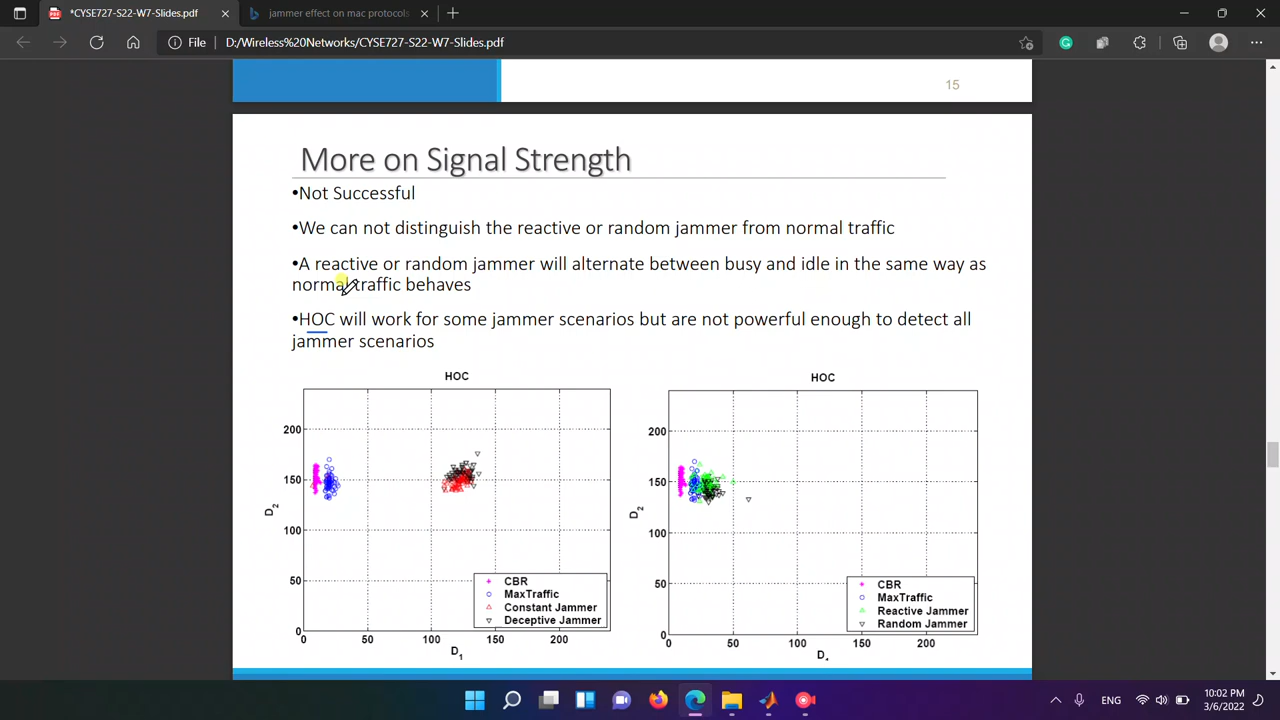 *CYSE727-S22-W7-Slides.pdf
jammer effect on mac protocols
File
D:/Wireless%20Networks/CYSE727-S22-W7-Slides.pdf
15
More on Signal Strength
•Not Successful
•We can not distinguish the reactive or random jammer from normal traffic
•A reactive or random jammer will alternate between busy and idle in the same way as
normal traffic behaves
•HOC will work for some jammer scenarios but are not powerful enough to detect all
jammer scenarios
HOC
200
150
100
50
0
D2
0 50 100 150 200
D1
CBR
MaxTraffic
Constant Jammer
Deceptive Jammer
HOC
200
150
100
50
0
D2
0 50 100 150 200
CBR
MaxTraffic
Reactive Jammer
Random Jammer
ENG
10:02 PM
3/6/2022